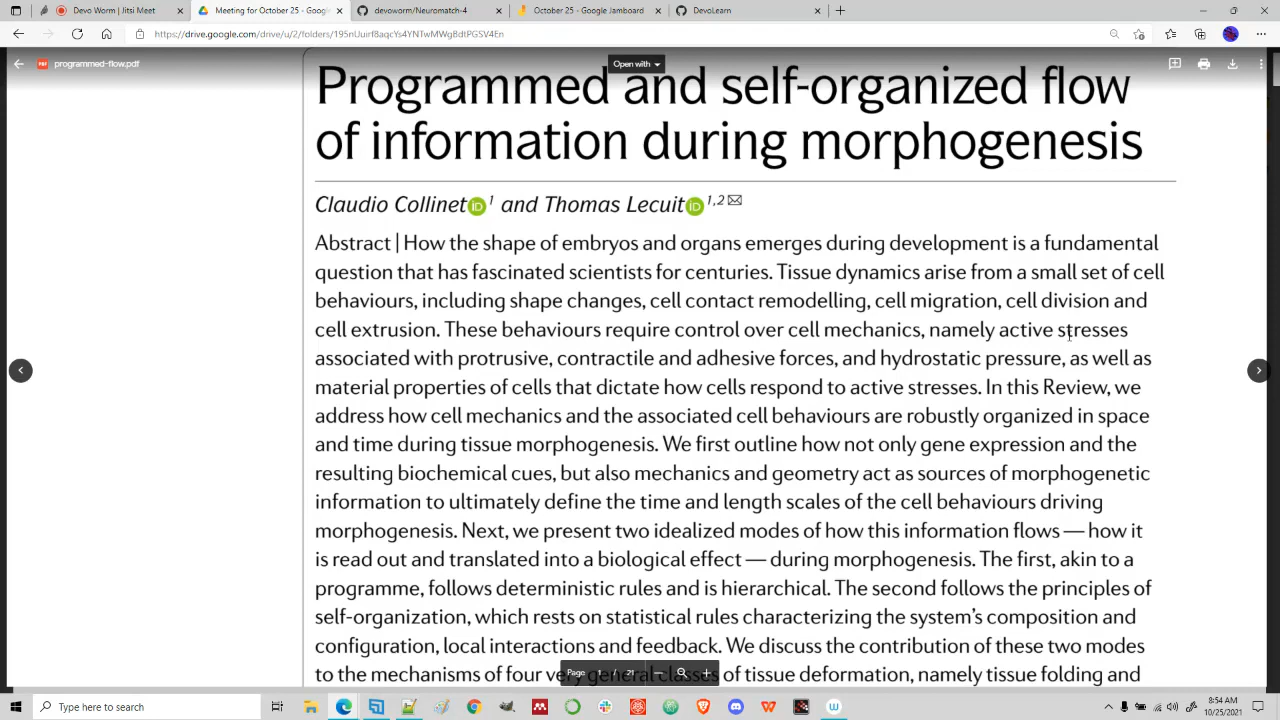 Devo Worm | Jitsi Meet
Meeting for October 25 - Google
devoworm/Neuromatch-4
October 25 - Google Jamboard
DevoLearn
https://drive.google.com/drive/u/2/folders/195nUuirf8aqcYs4YNTwMWgBdtPGSV4En
programmed-flow.pdf
Open with
Programmed and self-organized flow
of information during morphogenesis
Claudio Collinet iD 1 and Thomas Lecuit iD 1,2
Abstract | How the shape of embryos and organs emerges during development is a fundamental
question that has fascinated scientists for centuries. Tissue dynamics arise from a small set of cell
behaviours, including shape changes, cell contact remodelling, cell migration, cell division and
cell extrusion. These behaviours require control over cell mechanics, namely active stresses
associated with protrusive, contractile and adhesive forces, and hydrostatic pressure, as well as
material properties of cells that dictate how cells respond to active stresses. In this Review, we
address how cell mechanics and the associated cell behaviours are robustly organized in space
and time during tissue morphogenesis. We first outline how not only gene expression and the
resulting biochemical cues, but also mechanics and geometry act as sources of morphogenetic
information to ultimately define the time and length scales of the cell behaviours driving
morphogenesis. Next, we present two idealized modes of how this information flows — how it
is read out and translated into a biological effect — during morphogenesis. The first, akin to a
programme, follows deterministic rules and is hierarchical. The second follows the principles of
self-organization, which rests on statistical rules characterizing the system's composition and
configuration, local interactions and feedback. We discuss the contribution of these two modes
to the mechanisms of four very general classes of tissue deformation, namely tissue folding and
Page 1 / 21
Type here to search
8:54 AM
10/25/2021